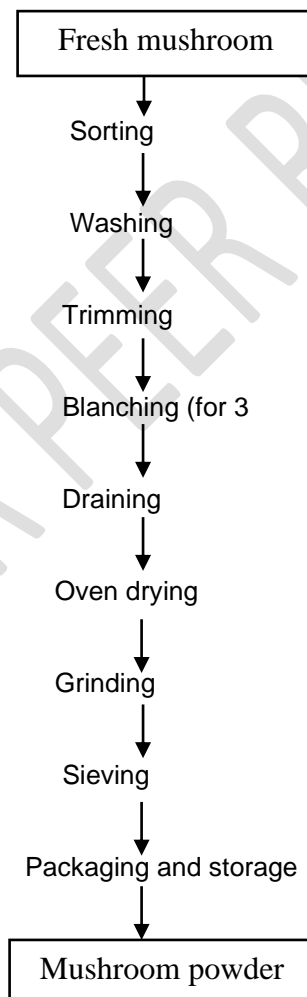 Fresh mushroom
Sorting
Washing
Trimming
Blanching (for 3
Draining
Oven drying
Grinding
Sieving
Packaging and storage
Mushroom powder